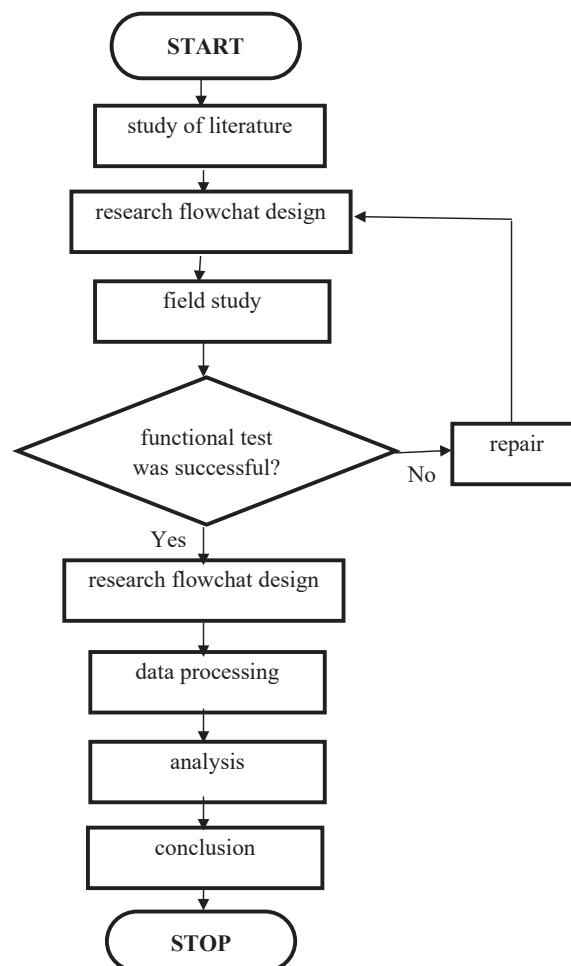 START
study of literature
research flowchat design
field study
functional test
was successful?
repair
No
Yes
research flowchat design
data processing
analysis
conclusion
STOP